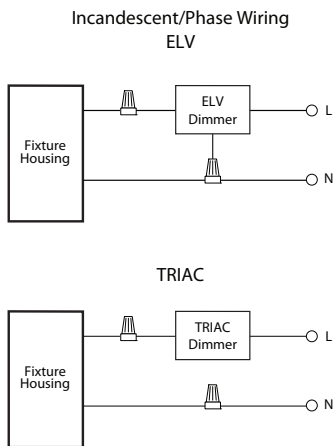 Incandescent/Phase Wiring
ELV
ELV
Dimmer
L
Fixture
Housing
N
TRIAC
TRIAC
Dimmer
L
Fixture
Housing
N